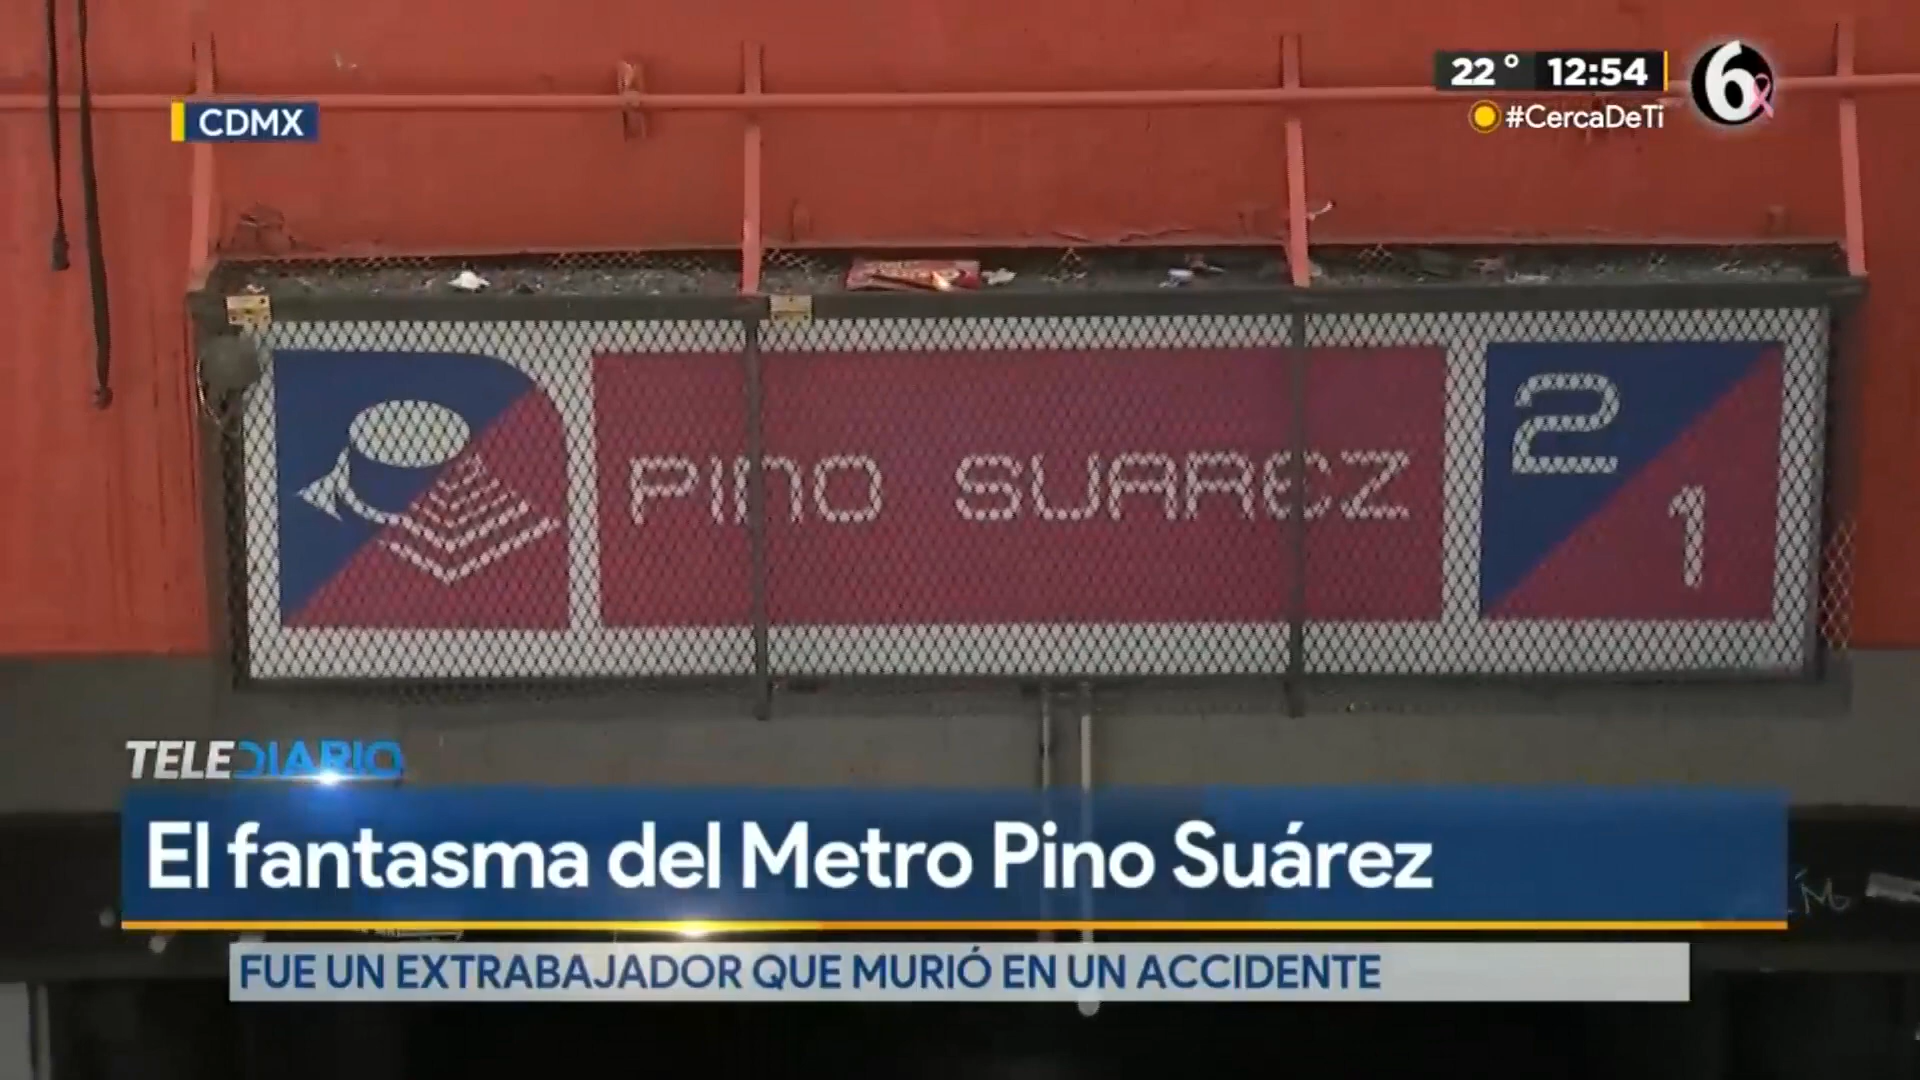 22° 12:54
6
#CercaDeTi
CDMX
PINO SUAREZ
2
1
TELEDIARIO
El fantasma del Metro Pino Suárez
FUE UN EXTRABAJADOR QUE MURIÓ EN UN ACCIDENTE